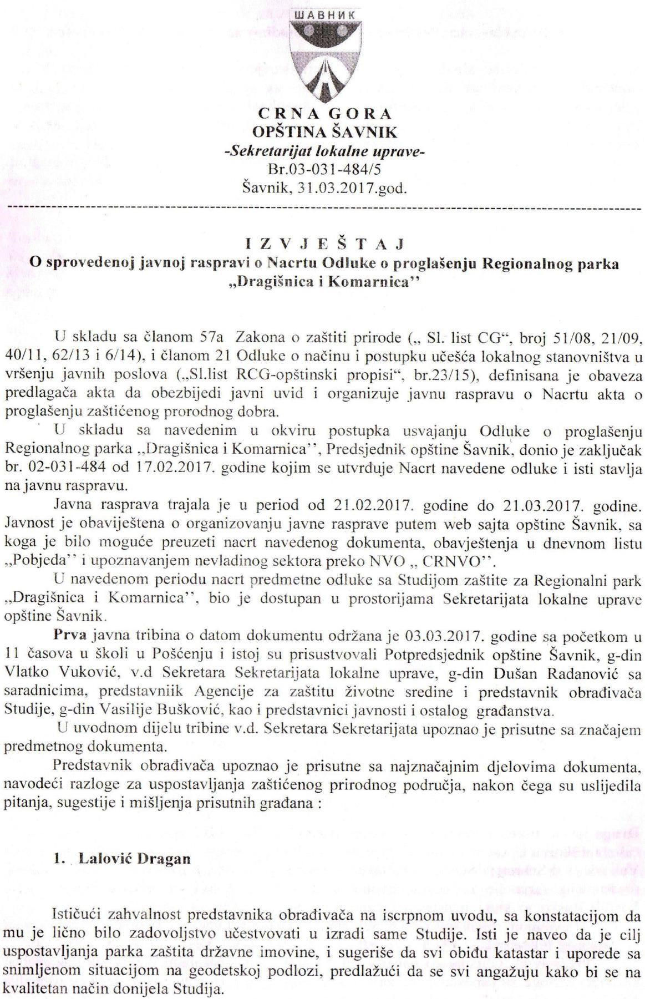 ШАВНИК
C R N A G O R A
OPŠTINA ŠAVNIK
-Sekretarijat lokalne uprave-
Br.03-031-484/5
Šavnik, 31.03.2017.god.
I Z V J E Š T A J
O sprovedenoj javnoj raspravi o Nacrtu Odluke o proglašenju Regionalnog parka
„Dragišnica i Komarnica’’
U skladu sa članom 57a Zakona o zaštiti prirode („ Sl. list CG“, broj 51/08, 21/09,
40/11, 62/13 i 6/14), i članom 21 Odluke o načinu i postupku učešća lokalnog stanovništva u
vršenju javnih poslova („Sl.list RCG-opštinski propisi“, br.23/15), definisana je obaveza
predlagača akta da obezbijedi javni uvid i organizuje javnu raspravu o Nacrtu akta o
proglašenju zaštićenog prorodnog dobra.
U skladu sa navedenim u okviru postupka usvajanju Odluke o proglašenju
Regionalnog parka „Dragišnica i Komarnica’’, Predsjednik opštine Šavnik, donio je zaključak
br. 02-031-484 od 17.02.2017. godine kojim se utvrđuje Nacrt navedene odluke i isti stavlja
na javnu raspravu.
Javna rasprava trajala je u period od 21.02.2017. godine do 21.03.2017. godine.
Javnost je obaviještena o organizovanju javne rasprave putem web sajta opštine Šavnik, sa
koga je bilo moguće preuzeti nacrt navedenog dokumenta, obavještenja u dnevnom listu
„Pobjeda’’ i upoznavanjem nevladinog sektora preko NVO „ CRNVO’’.
U navedenom periodu nacrt predmetne odluke sa Studijom zaštite za Regionalni park
„Dragišnica i Komarnica’’, bio je dostupan u prostorijama Sekretarijata lokalne uprave
opštine Šavnik.
Prva javna tribina o datom dokumentu održana je 03.03.2017. godine sa početkom u
11 časova u školi u Pošćenju i istoj su prisustvovali Potpredsjednik opštine Šavnik, g-din
Vlatko Vuković, v.d Sekretara Sekretarijata lokalne uprave, g-din Dušan Radanović sa
saradnicima, predstavniik Agencije za zaštitu životne sredine i predstavnik obrađivača
Studije, g-din Vasilije Bušković, kao i predstavnici javnosti i ostalog građanstva.
U uvodnom dijelu tribine v.d. Sekretara Sekretarijata upoznao je prisutne sa značajem
predmetnog dokumenta.
Predstavnik obrađivača upoznao je prisutne sa najznačajnim djelovima dokumenta,
navodeći razloge za uspostavljanja zaštićenog prirodnog područja, nakon čega su uslijedila
pitanja, sugestije i mišljenja prisutnih građana :
1. Lalović Dragan
Ističući zahvalnost predstavnika obrađivača na iscrpnom uvodu, sa konstatacijom da
mu je lično bilo zadovoljstvo učestvovati u izradi same Studije. Isti je naveo da je cilj
uspostavljanja parka zaštita državne imovine, i sugeriše da svi obiđu katastar i uporede sa
snimljenom situacijom na geodetskoj podlozi, predlažući da se svi angažuju kako bi se na
kvalitetan način donijela Studija.